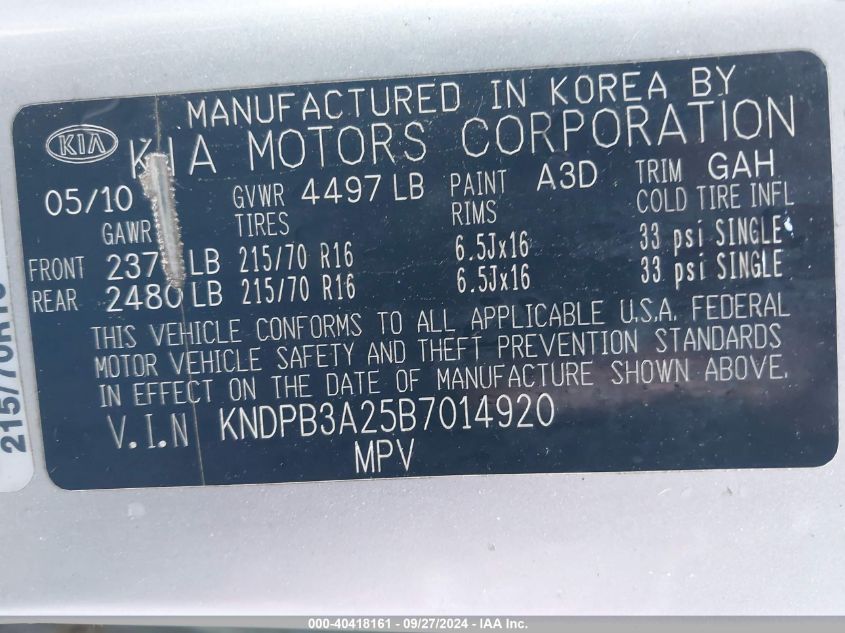 MANUFACTURED IN KOREA BY
KIA KIA MOTORS CORPORATION
05/10 GVWR 4497 LB PAINT A3D TRIM GAH
GAWR TIRES RIMS COLD TIRE INFL
FRONT LB 215/70 R16 6.5Jx16 33 psi SINGLE
REAR 2480 LB 215/70 R16 6.5Jx16 33 psi SINGLE
THIS VEHICLE CONFORMS TO ALL APPLICABLE U.S.A. FEDERAL
MOTOR VEHICLE SAFETY AND THEFT PREVENTION STANDARDS
IN EFFECT ON THE DATE OF MANUFACTURE SHOWN ABOVE.
V.I.N KNDPB3A25B7014920
MPV
215/70R16
000-40418161 - 09/27/2024 - IAA Inc.